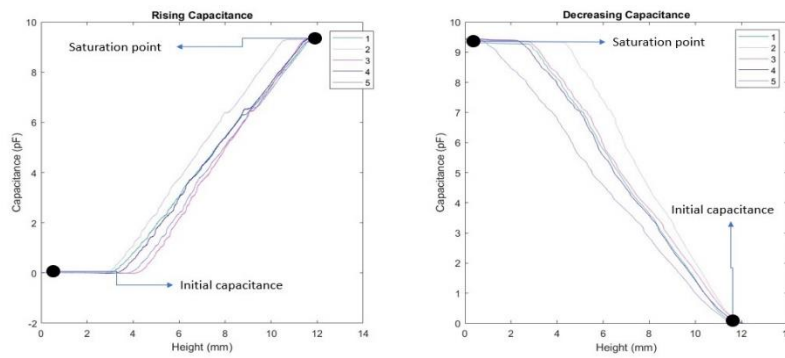 Rising Capacitance
Saturation point
Initial capacitance
Capacitance (pF)
Height (mm)
10
8
6
4
2
0
-2
0 2 4 6 8 10 12 14
1
2
3
4
5
Decreasing Capacitance
Saturation point
Initial capacitance
Capacitance (pF)
Height (mm)
10
9
8
7
6
5
4
3
2
1
0
0 2 4 6 8 10 12 14
1
2
3
4
5